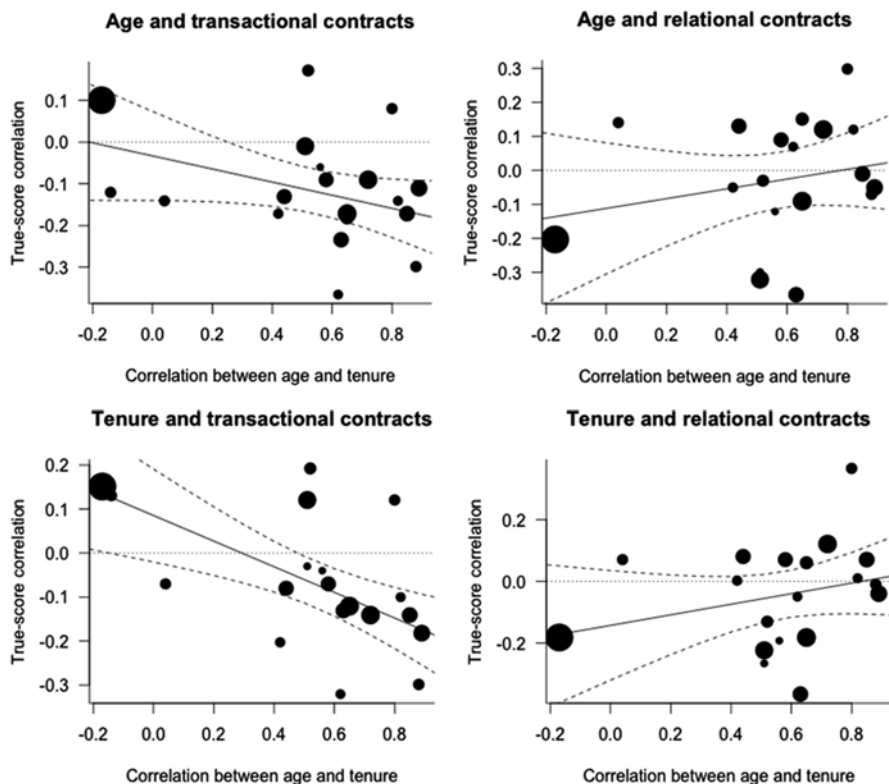 Age and transactional contracts
True-score correlation
0.1
0.0
-0.1
-0.2
-0.3
-0.2 0.0 0.2 0.4 0.6 0.8
Correlation between age and tenure
Age and relational contracts
True-score correlation
0.3
0.2
0.1
0.0
-0.1
-0.2
-0.3
-0.2 0.0 0.2 0.4 0.6 0.8
Correlation between age and tenure
Tenure and transactional contracts
True-score correlation
0.2
0.1
0.0
-0.1
-0.2
-0.3
-0.2 0.0 0.2 0.4 0.6 0.8
Correlation between age and tenure
Tenure and relational contracts
True-score correlation
0.2
0.0
-0.2
-0.2 0.0 0.2 0.4 0.6 0.8
Correlation between age and tenure